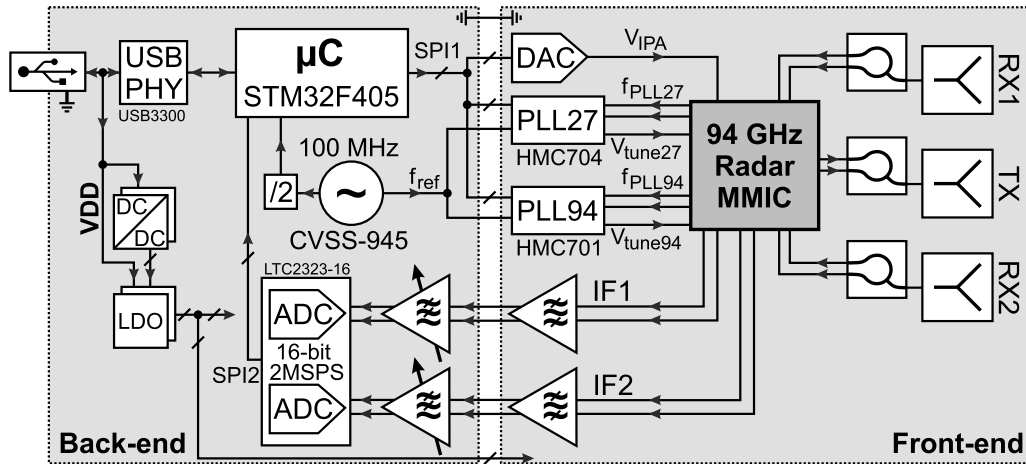 USB
PHY
USB3300
µC
STM32F405
SPI1
DAC
V_IPA
f_PLL27
PLL27
HMC704
V_tune27
f_PLL94
PLL94
HMC701
V_tune94
94 GHz
Radar
MMIC
RX1
TX
RX2
100 MHz
~
/2
f_ref
CVSS-945
VDD
DC
DC
LDO
LTC2323-16
ADC
16-bit
2MSPS
ADC
SPI2
IF1
IF2
Back-end
Front-end